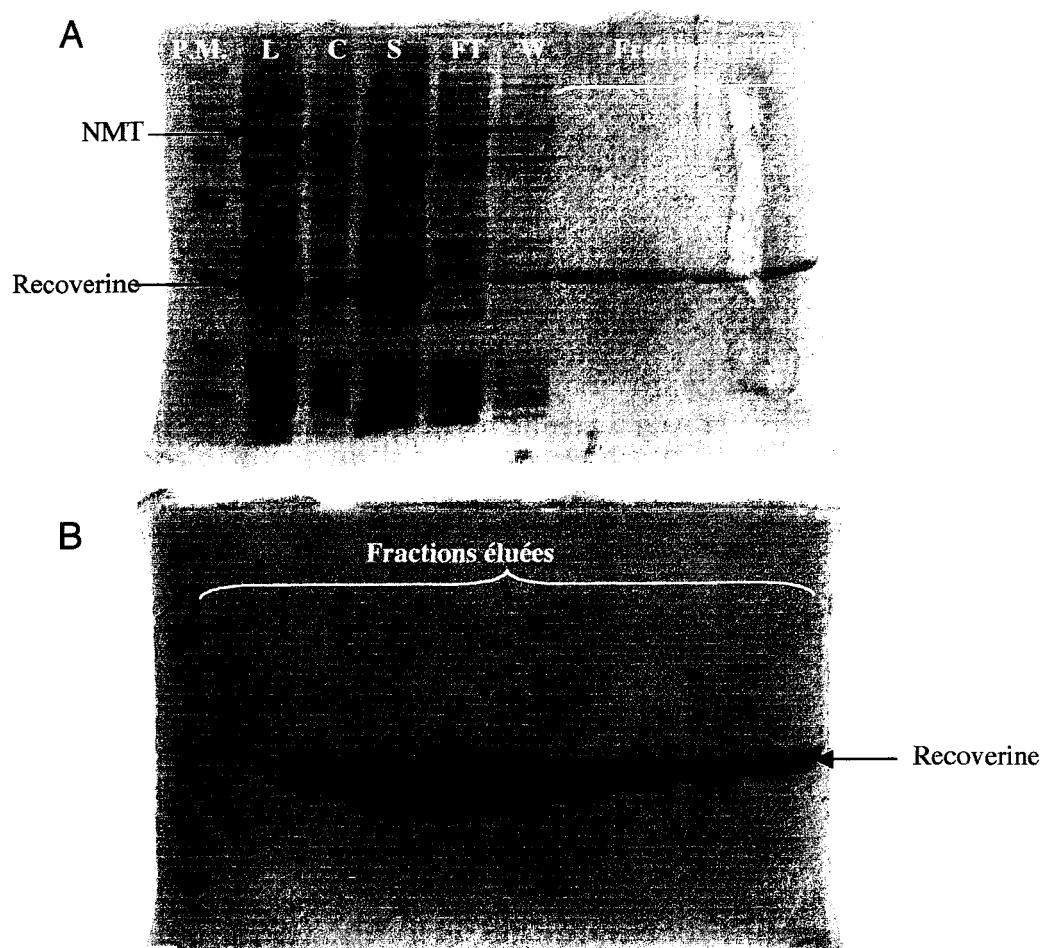 A
P.M. L C S FT W
NMT
Recoverine
B
Fractions éluées
Recoverine